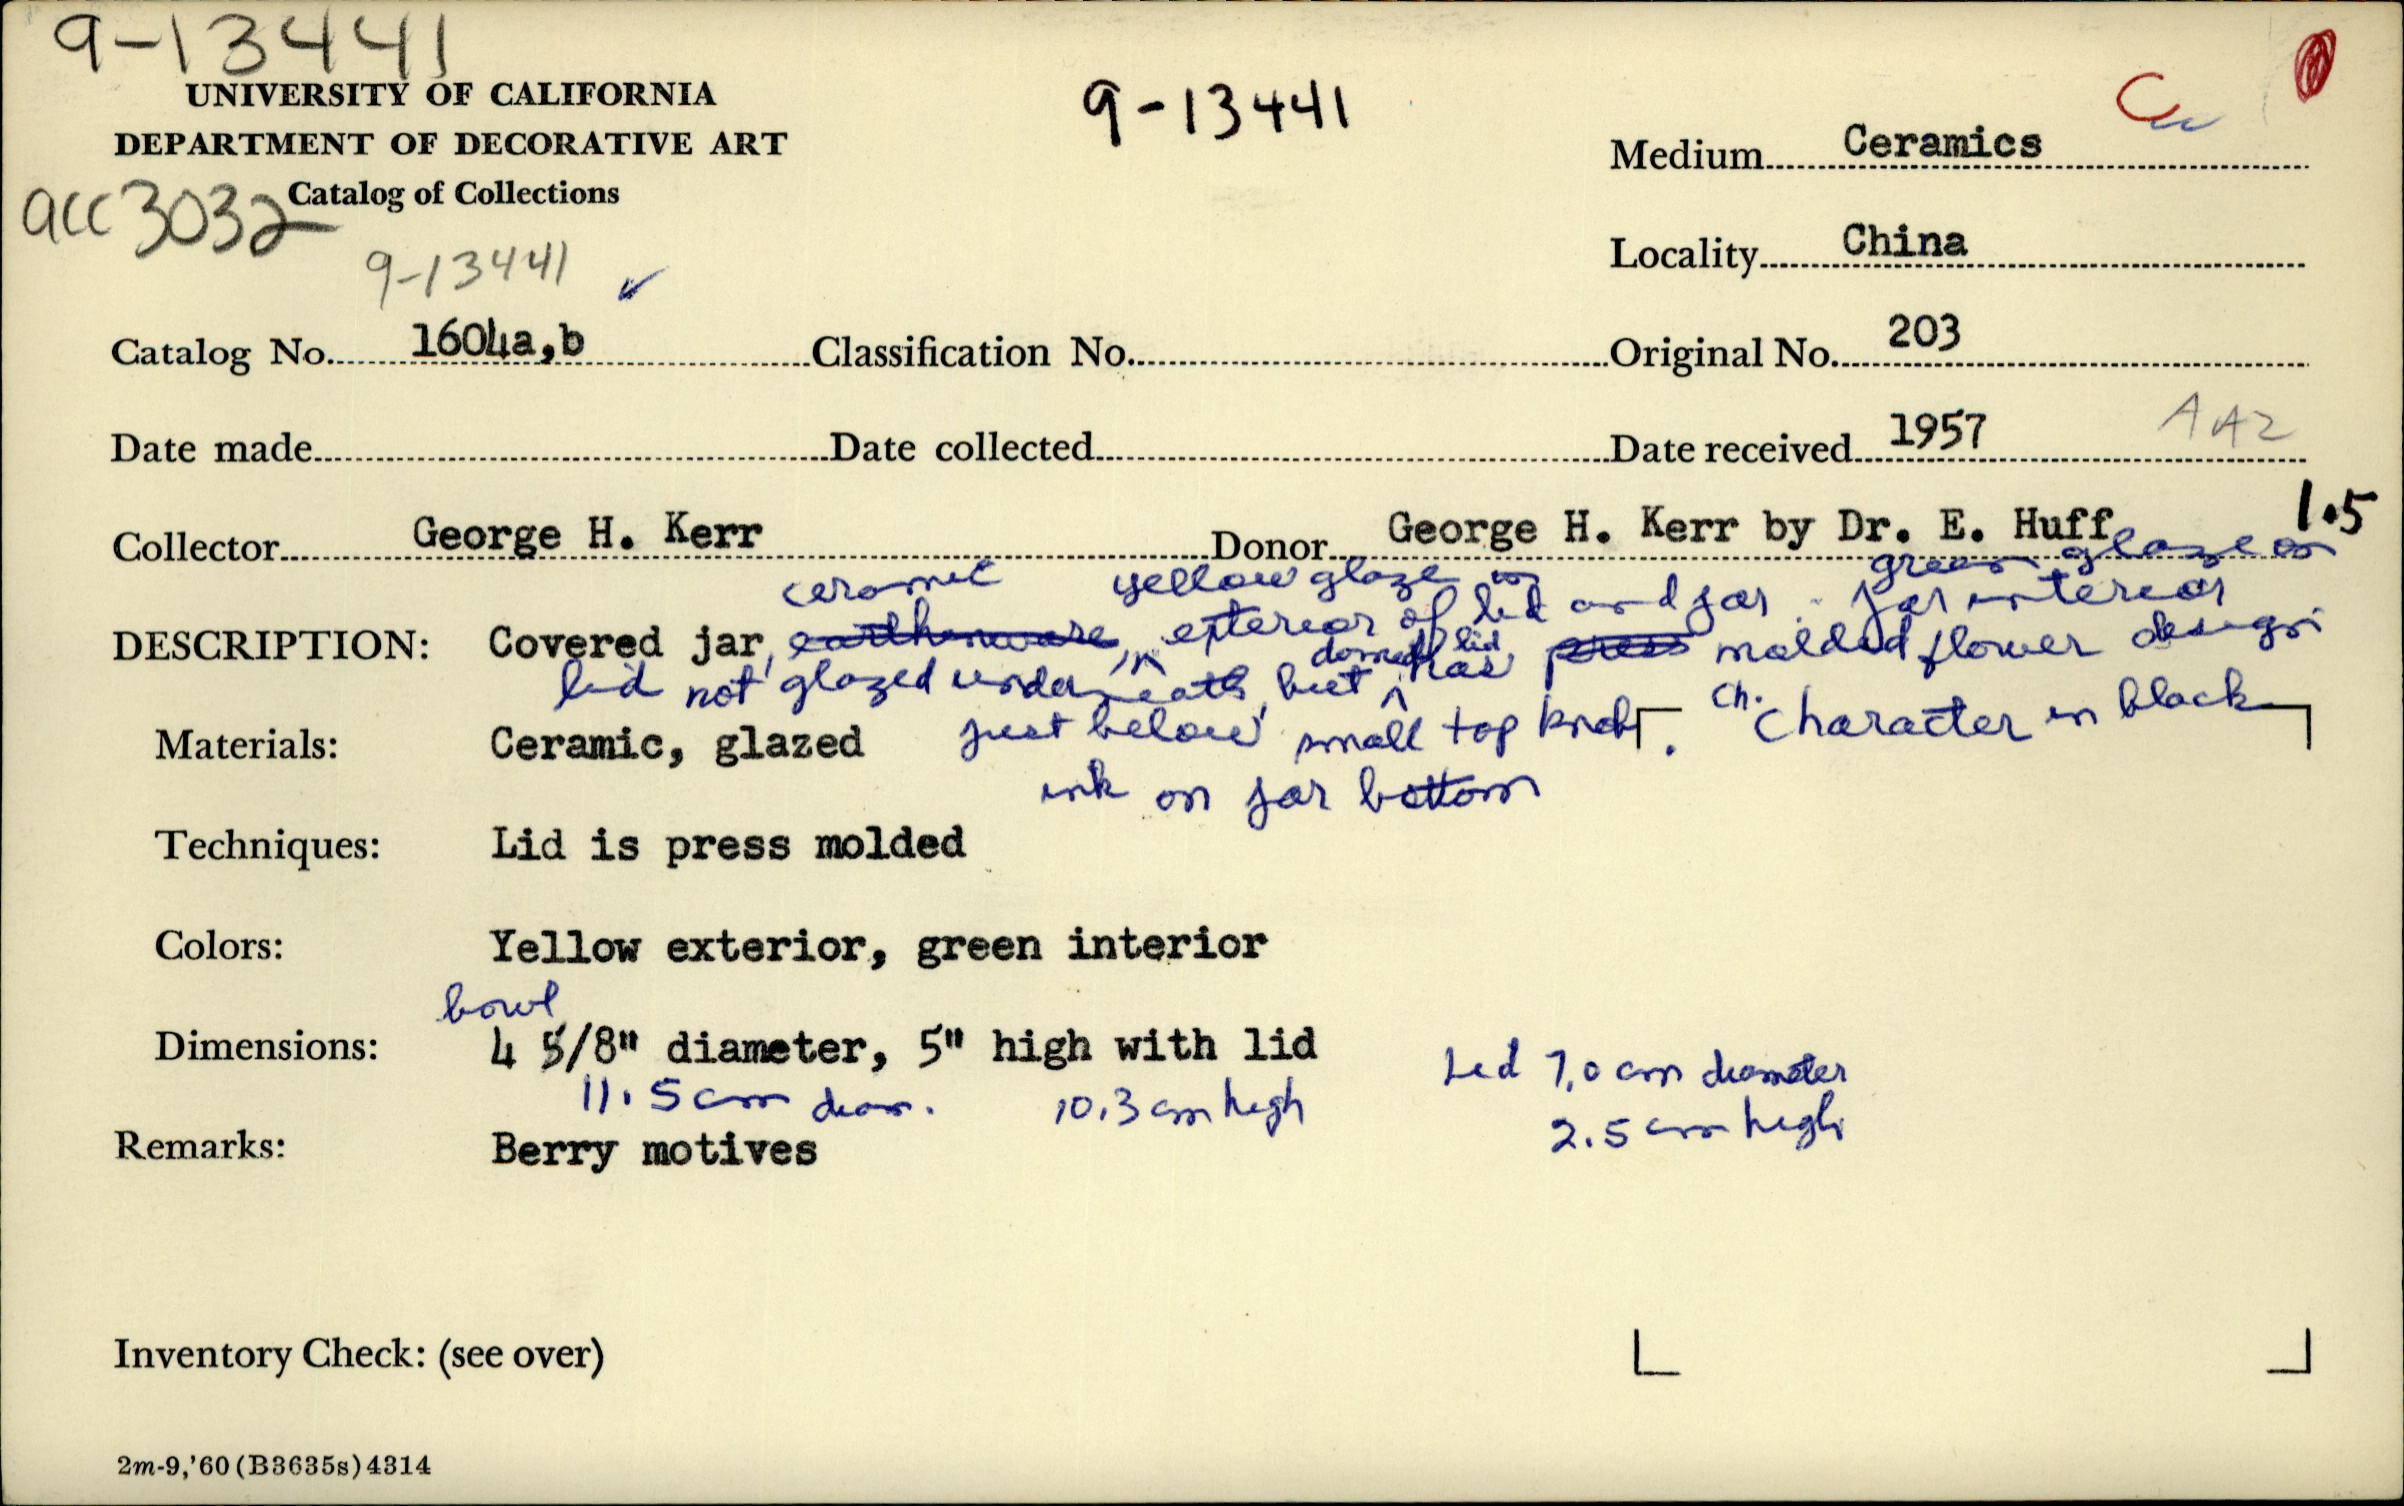 9-13441
UNIVERSITY OF CALIFORNIA
DEPARTMENT OF DECORATIVE ART
Catalog of Collections
acc 3032
9-13441
9-13441
Medium Ceramics
Locality China
Catalog No. 1604a,b Classification No. Original No. 203
Date made Date collected Date received 1957 AA2
Collector George H. Kerr Donor George H. Kerr by Dr. E. Huff 1.5
ceramic yellow glaze on green glaze on
DESCRIPTION: Covered jar, earthenware, exterior of lid and jar. jar interior
lid not glazed underneath, but domed lid has press molded flower design
just below small top knob. Ch. Character in black
ink on jar bottom
Materials: Ceramic, glazed
Techniques: Lid is press molded
Colors: Yellow exterior, green interior
bowl
Dimensions: 4 5/8" diameter, 5" high with lid
11.5 cm diam. 10.3 cm high
Lid 7.0 cm diameter
2.5 cm high
Remarks: Berry motives
Inventory Check: (see over)
2m-9,'60(B3635s)4314